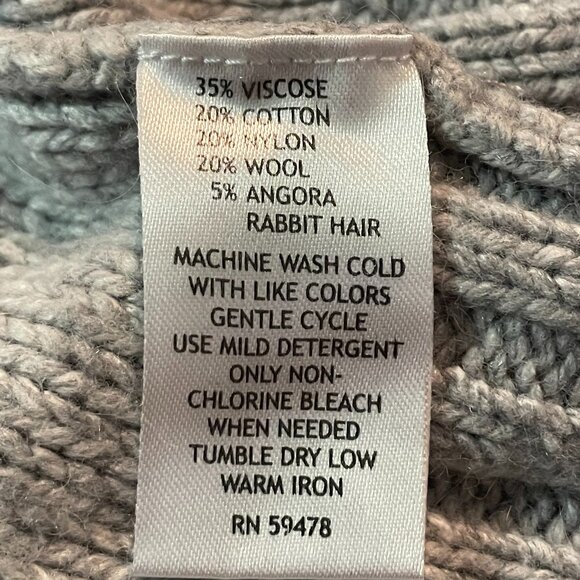 35% VISCOSE
20% COTTON
20% NYLON
20% WOOL
5% ANGORA
RABBIT HAIR
MACHINE WASH COLD
WITH LIKE COLORS
GENTLE CYCLE
USE MILD DETERGENT
ONLY NON-
CHLORINE BLEACH
WHEN NEEDED
TUMBLE DRY LOW
WARM IRON
RN 59478